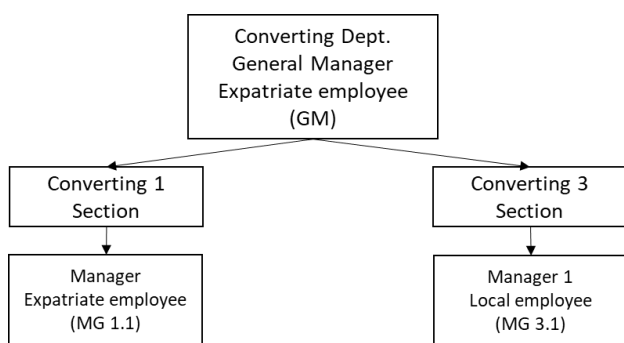 Converting Dept.
General Manager
Expatriate employee
(GM)
Converting 1
Section
Converting 3
Section
Manager
Expatriate employee
(MG 1.1)
Manager 1
Local employee
(MG 3.1)